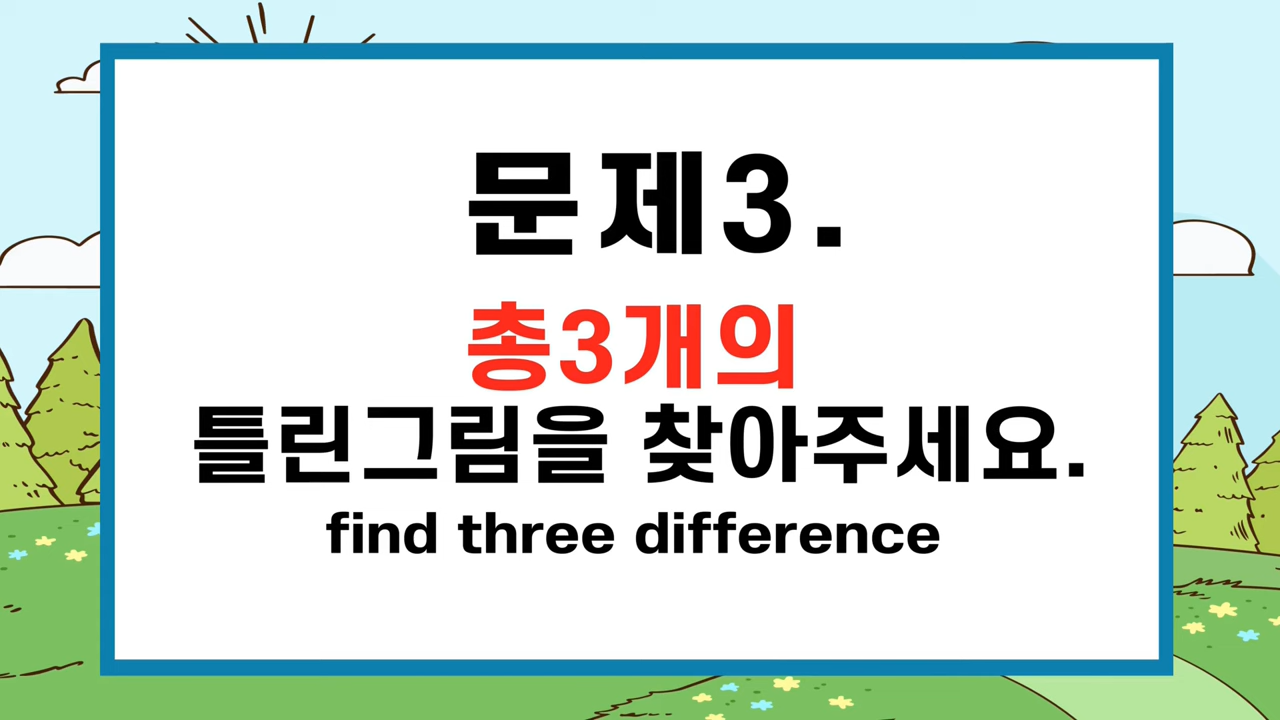 문제3.
총3개의
틀린그림을 찾아주세요.
find three difference